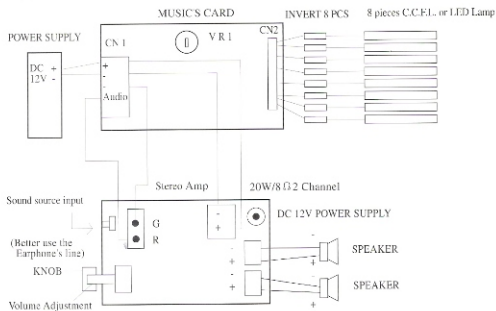 MUSIC'S CARD
INVERT 8 PCS
8 pieces C.C.F.L. or LED Lamp
POWER SUPPLY
CN 1
V R 1
CN2
DC +
12V -
+
-
-
Audio
Stereo Amp
20W/8 Ω 2 Channel
Sound source input
G
R
-
+
DC 12V POWER SUPPLY
(Better use the
Earphone's line)
-
+
-
+
-
+
SPEAKER
-
+
SPEAKER
KNOB
Volume Adjustment